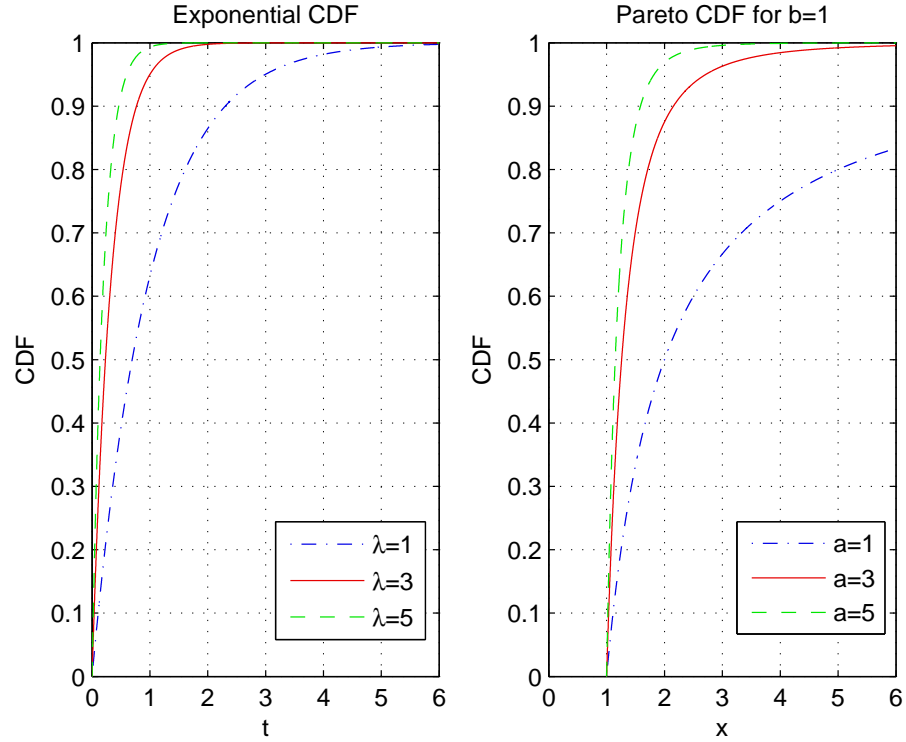 Exponential CDF
1
0.9
0.8
0.7
0.6
0.5
0.4
0.3
0.2
0.1
0
CDF
0 1 2 3 4 5 6
t
λ=1
λ=3
λ=5
Pareto CDF for b=1
1
0.9
0.8
0.7
0.6
0.5
0.4
0.3
0.2
0.1
0
CDF
0 1 2 3 4 5 6
x
a=1
a=3
a=5